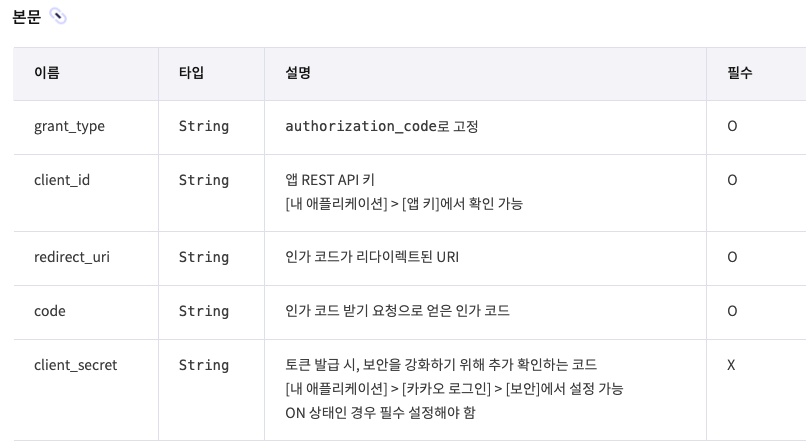 본문
이름 타입 설명 필수
grant_type String authorization_code로 고정 O
client_id String 앱 REST API 키 O
[내 애플리케이션] > [앱 키]에서 확인 가능
redirect_uri String 인가 코드가 리다이렉트된 URI O
code String 인가 코드 받기 요청으로 얻은 인가 코드 O
client_secret String 토큰 발급 시, 보안을 강화하기 위해 추가 확인하는 코드 X
[내 애플리케이션] > [카카오 로그인] > [보안]에서 설정 가능
ON 상태인 경우 필수 설정해야 함